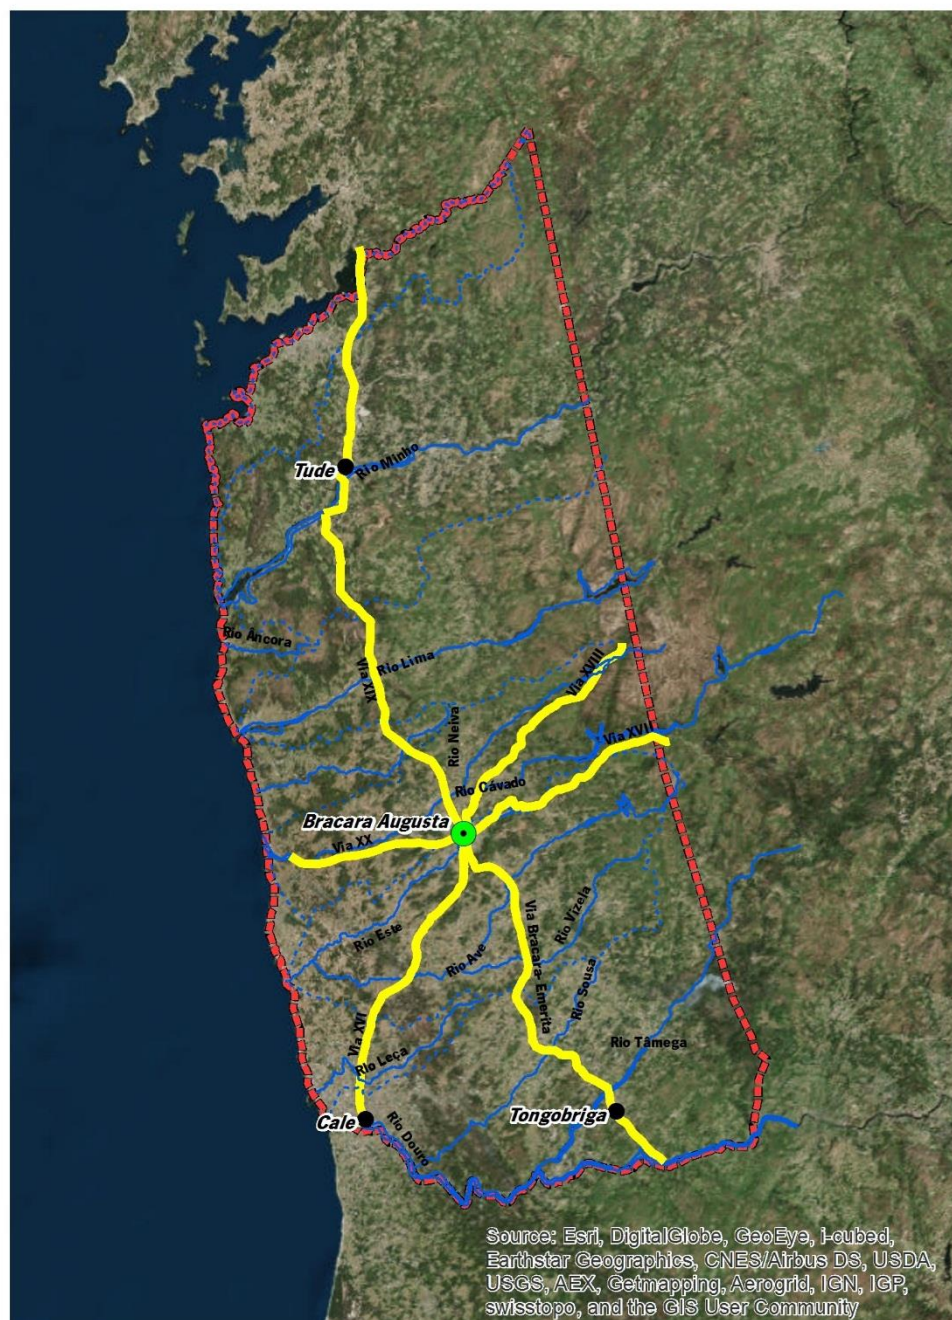 Tude
Rio Minho
Rio Âncora
Rio Lima
Via XIX
Via XVIII
Rio Neiva
Via XVII
Rio Cávado
Bracara Augusta
Via XX
Rio Este
Rio Ave
Via Bracara-Emerita
Rio Vizela
Rio Sousa
Via XVI
Rio Leça
Rio Tâmega
Cale
Rio Douro
Tongobriga
Source: Esri, DigitalGlobe, GeoEye, i-cubed,
Earthstar Geographics, CNES/Airbus DS, USDA,
USGS, AEX, Getmapping, Aerogrid, IGN, IGP,
swisstopo, and the GIS User Community